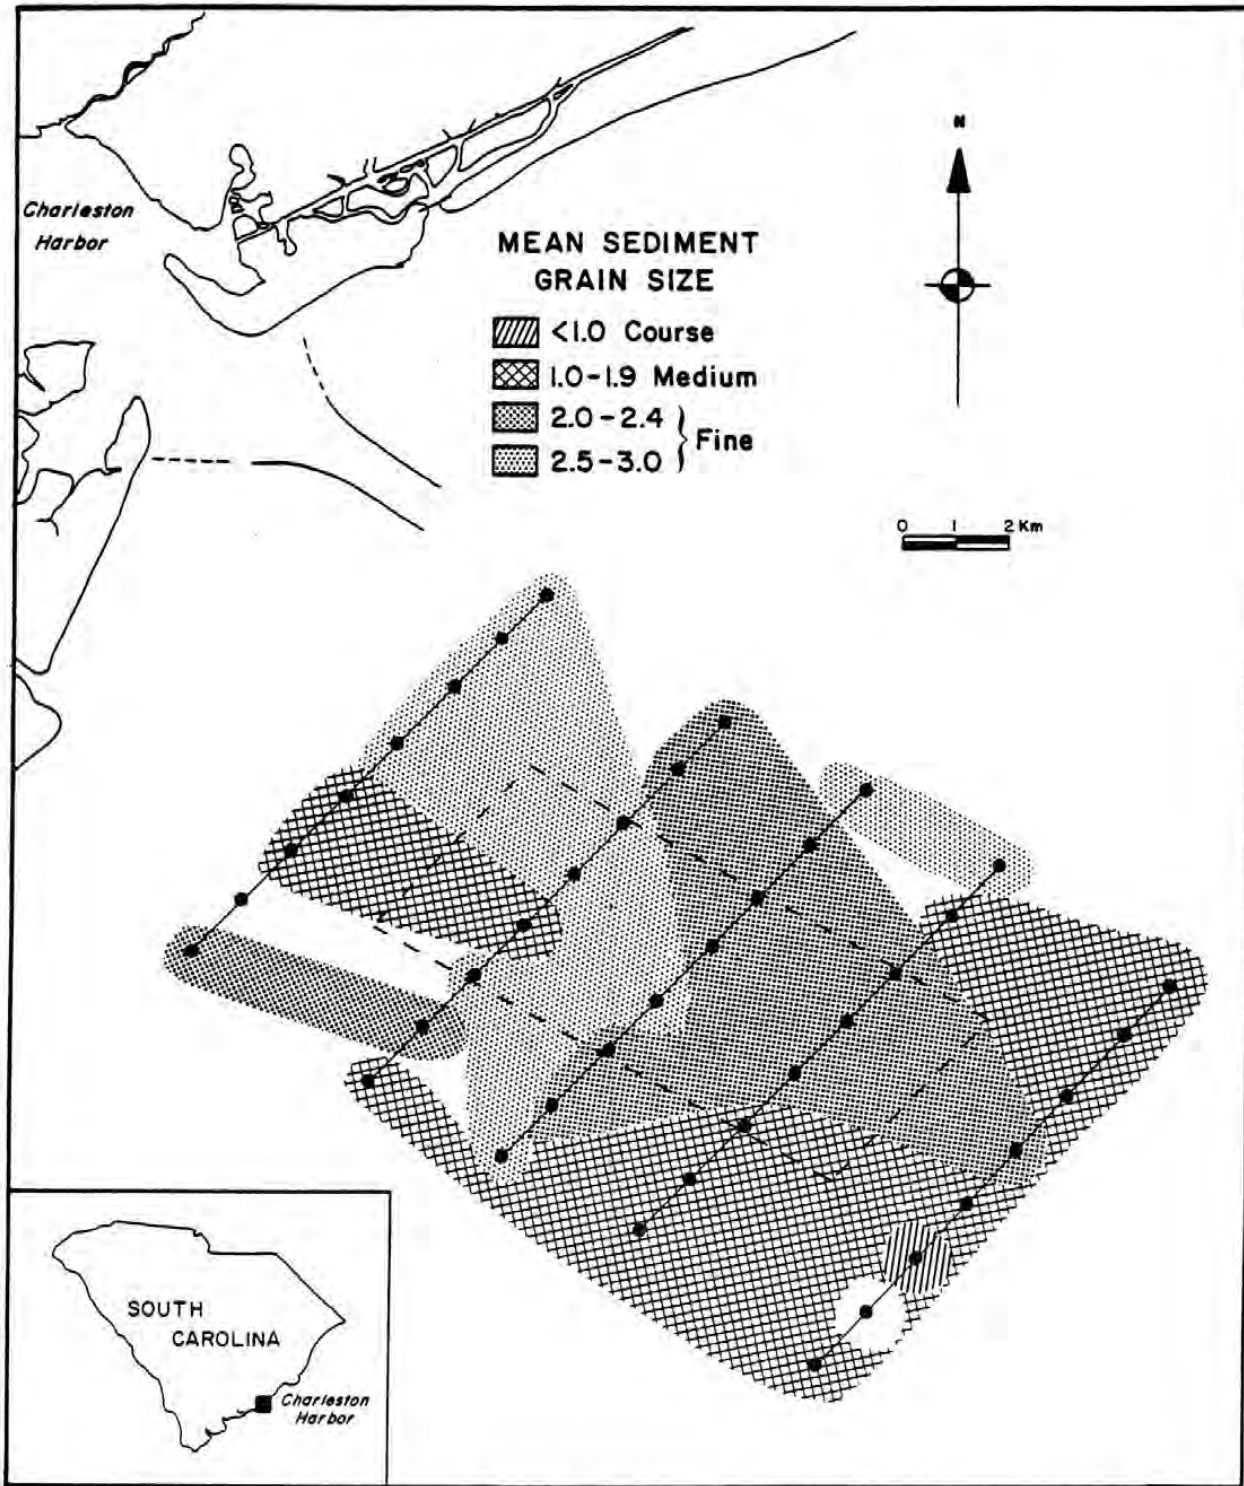 N
Charleston
Harbor
MEAN SEDIMENT
GRAIN SIZE
<1.0 Course
1.0-1.9 Medium
2.0-2.4
2.5-3.0
Fine
0 1 2 Km
SOUTH
CAROLINA
Charleston
Harbor